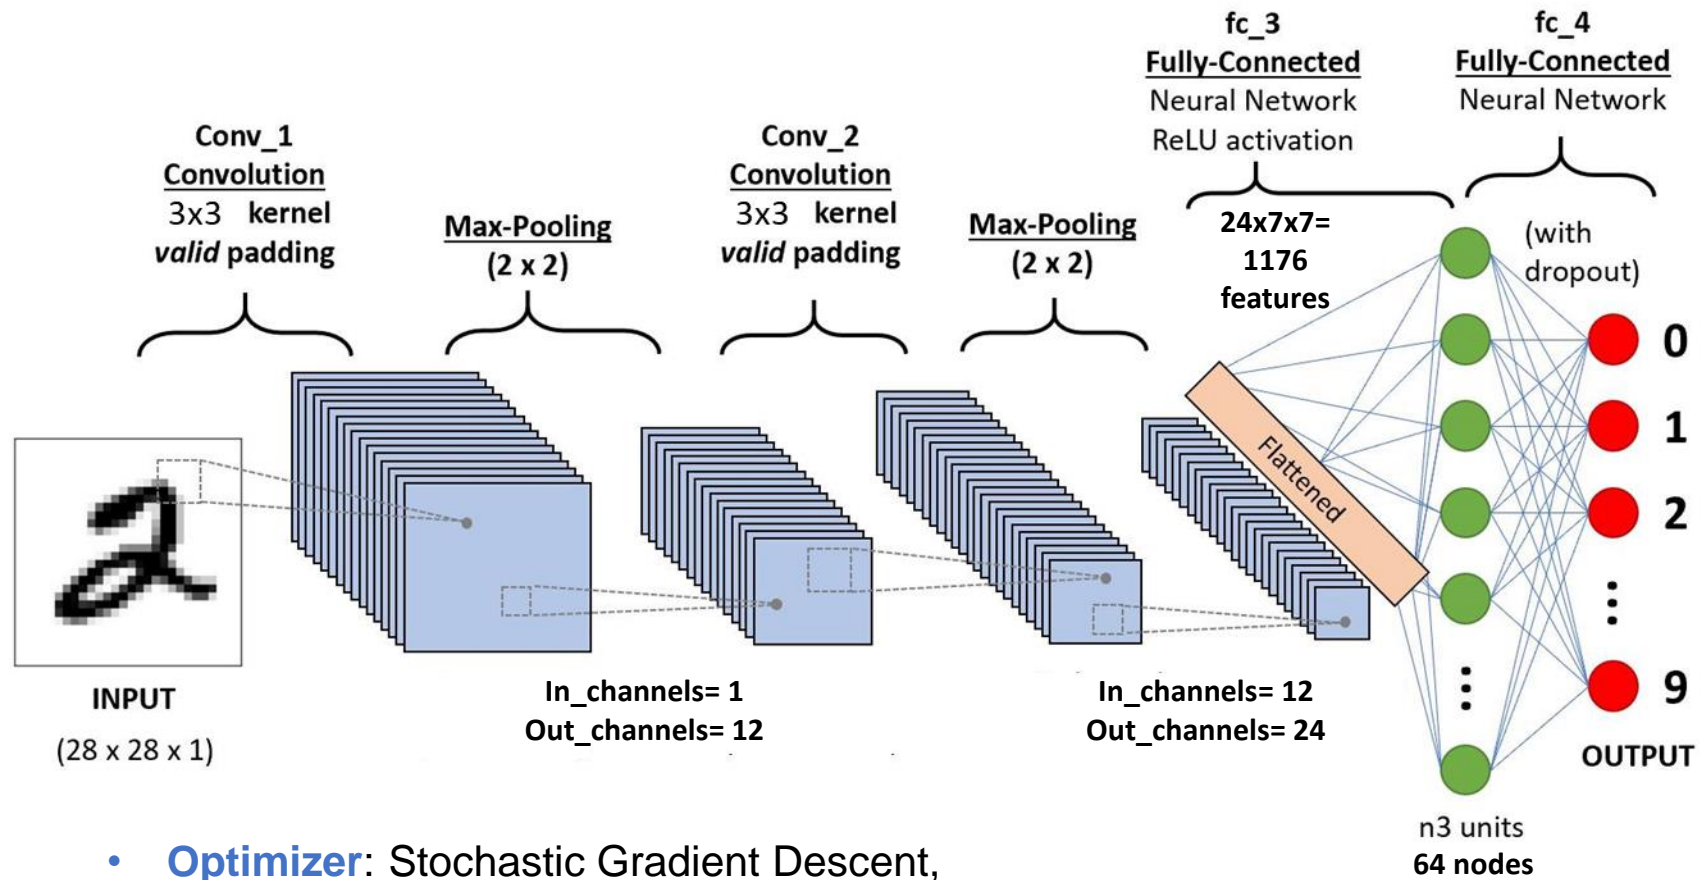 Conv_1
Convolution
3x3 kernel
valid padding
Max-Pooling
(2 x 2)
Conv_2
Convolution
3x3 kernel
valid padding
Max-Pooling
(2 x 2)
fc_3
Fully-Connected
Neural Network
ReLU activation
24x7x7=
1176
features
fc_4
Fully-Connected
Neural Network
(with
dropout)
Flattened
0
1
2
9
OUTPUT
INPUT
(28 x 28 x 1)
In_channels= 1
Out_channels= 12
In_channels= 12
Out_channels= 24
n3 units
64 nodes
• Optimizer: Stochastic Gradient Descent,